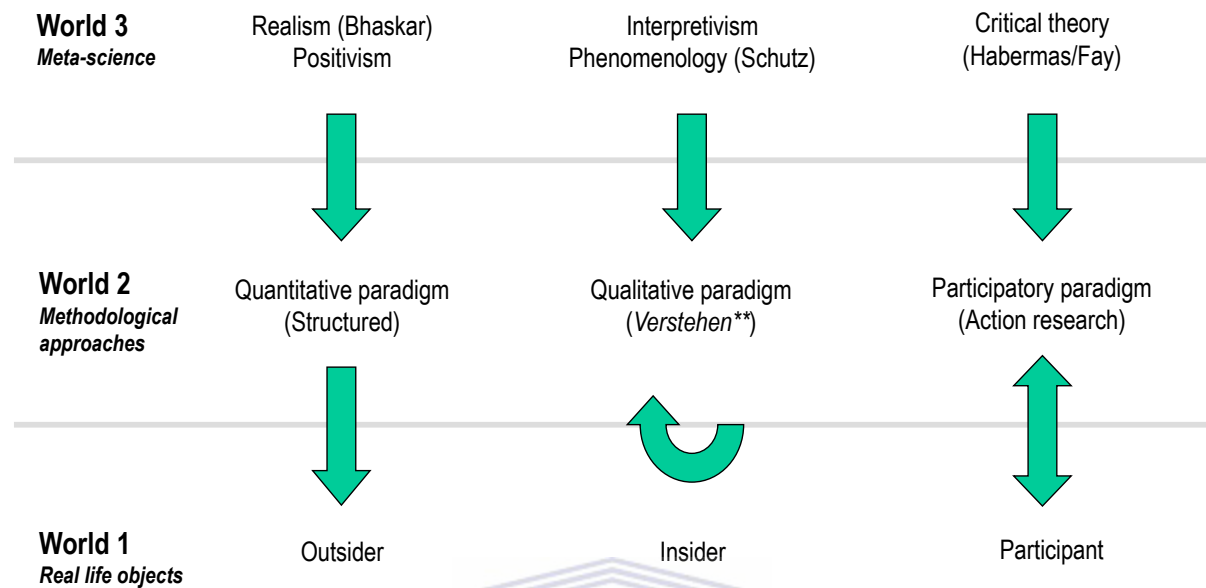 World 3
Meta-science
Realism (Bhaskar)
Positivism
Interpretivism
Phenomenology (Schutz)
Critical theory
(Habermas/Fay)
World 2
Methodological
approaches
Quantitative paradigm
(Structured)
Qualitative paradigm
(Verstehen**)
Participatory paradigm
(Action research)
World 1
Real life objects
Outsider
Insider
Participant